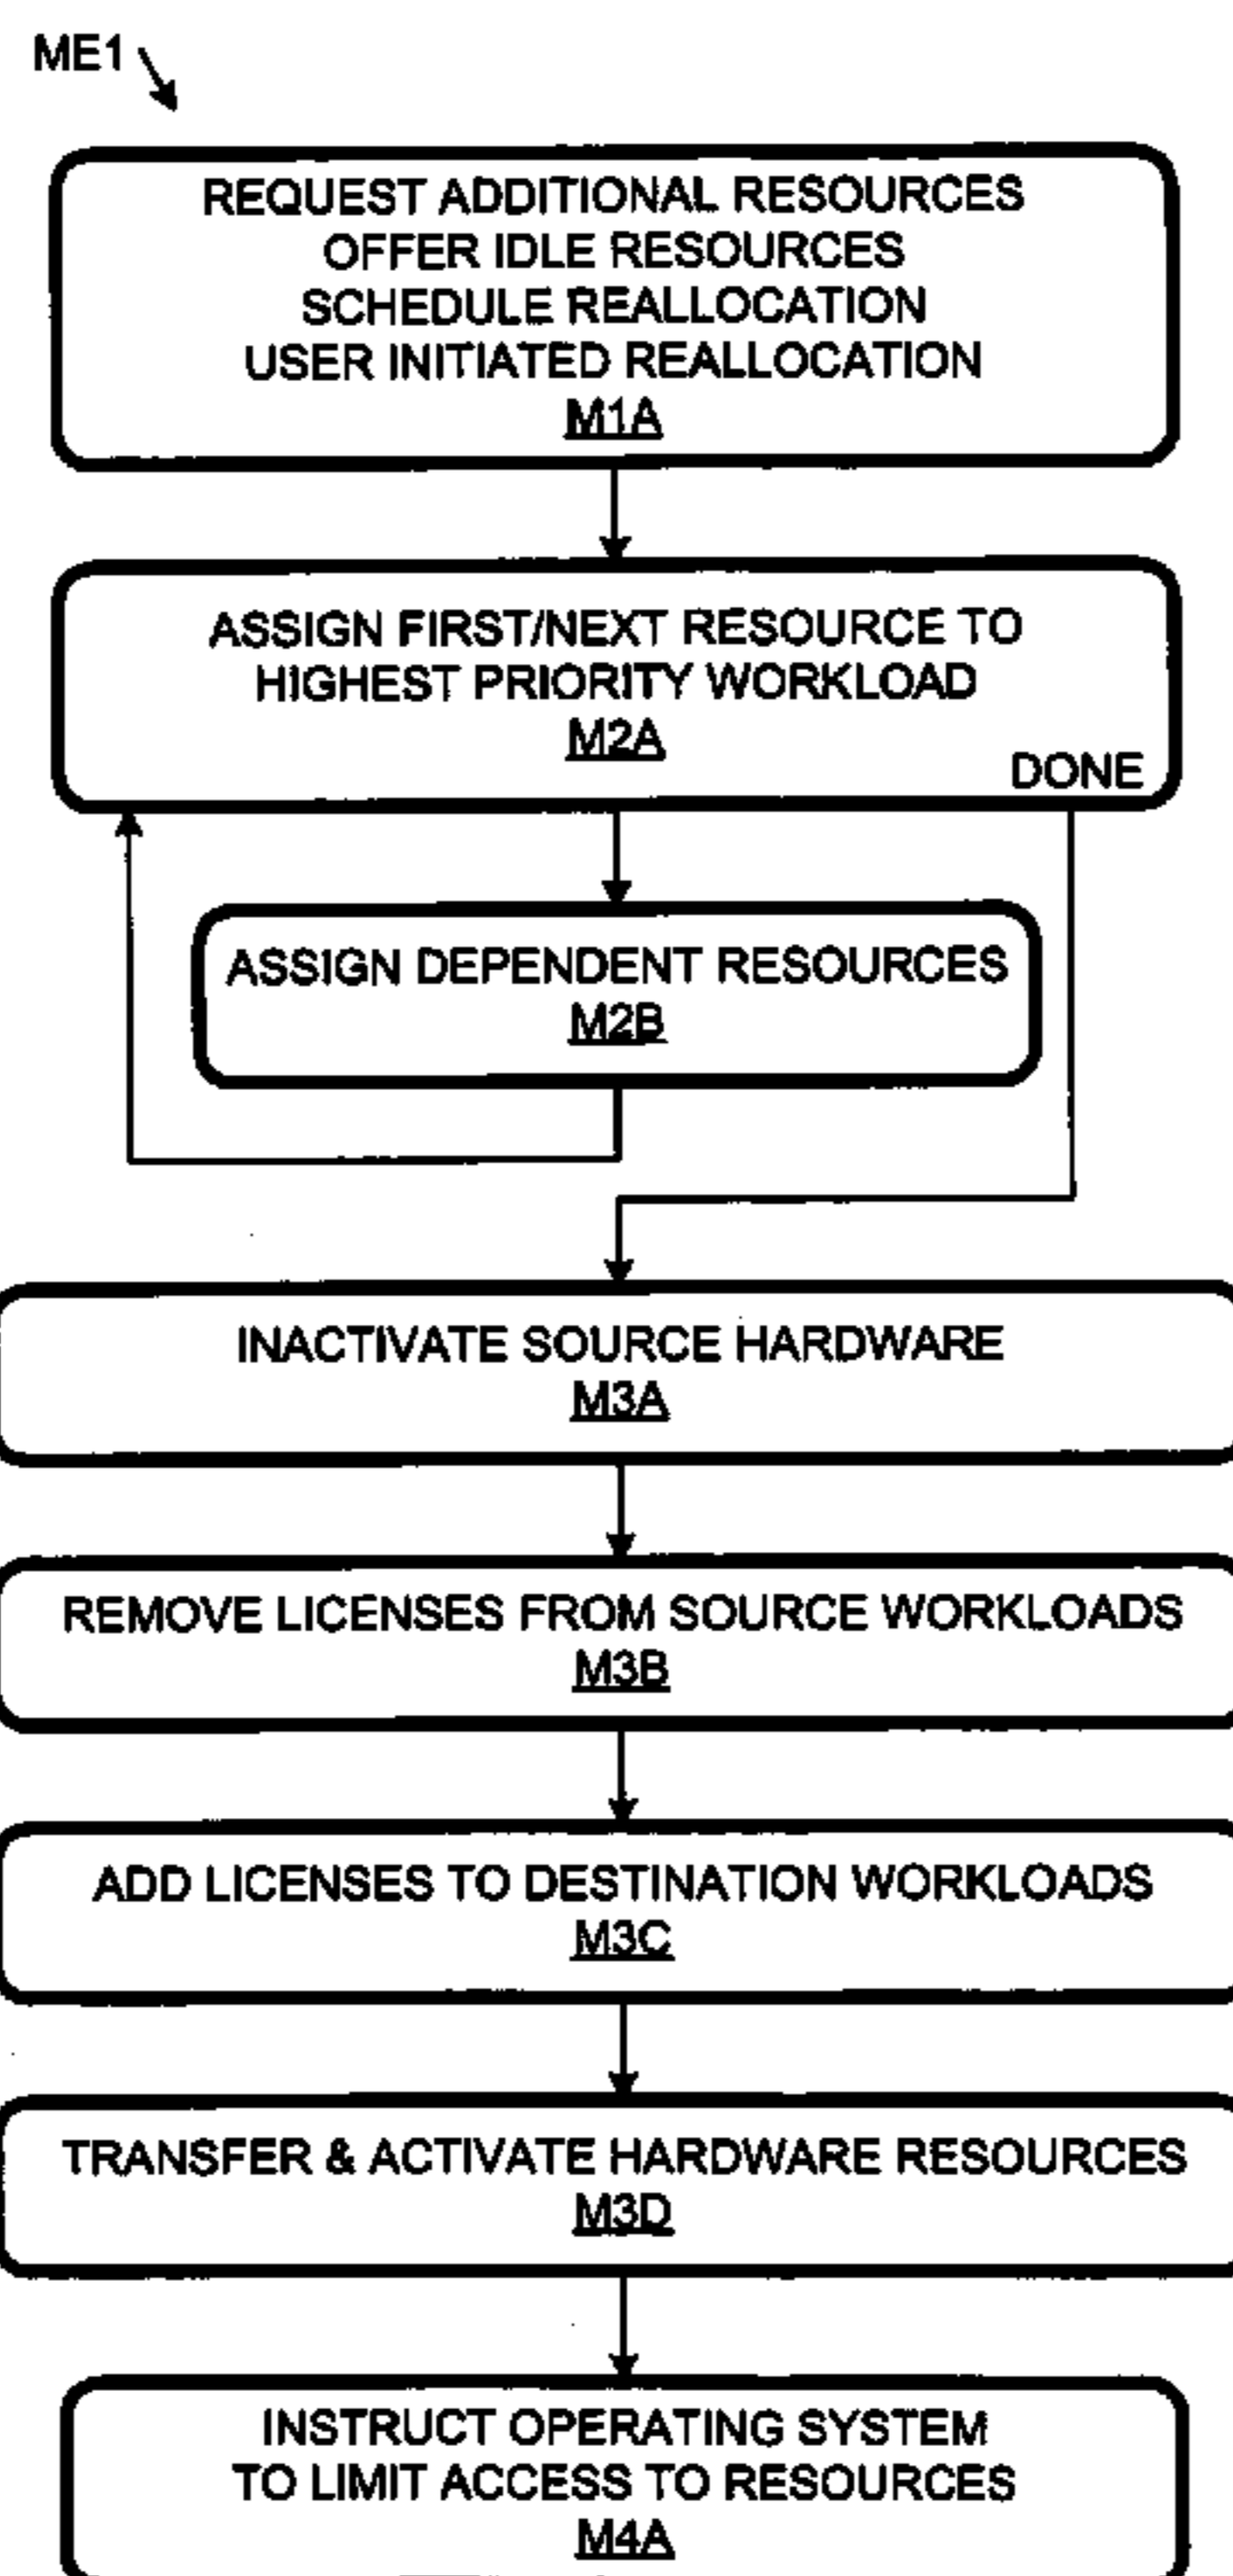 ME1
REQUEST ADDITIONAL RESOURCES
OFFER IDLE RESOURCES
SCHEDULE REALLOCATION
USER INITIATED REALLOCATION
M1A
ASSIGN FIRST/NEXT RESOURCE TO
HIGHEST PRIORITY WORKLOAD
M2A
DONE
ASSIGN DEPENDENT RESOURCES
M2B
INACTIVATE SOURCE HARDWARE
M3A
REMOVE LICENSES FROM SOURCE WORKLOADS
M3B
ADD LICENSES TO DESTINATION WORKLOADS
M3C
TRANSFER & ACTIVATE HARDWARE RESOURCES
M3D
INSTRUCT OPERATING SYSTEM
TO LIMIT ACCESS TO RESOURCES
M4A